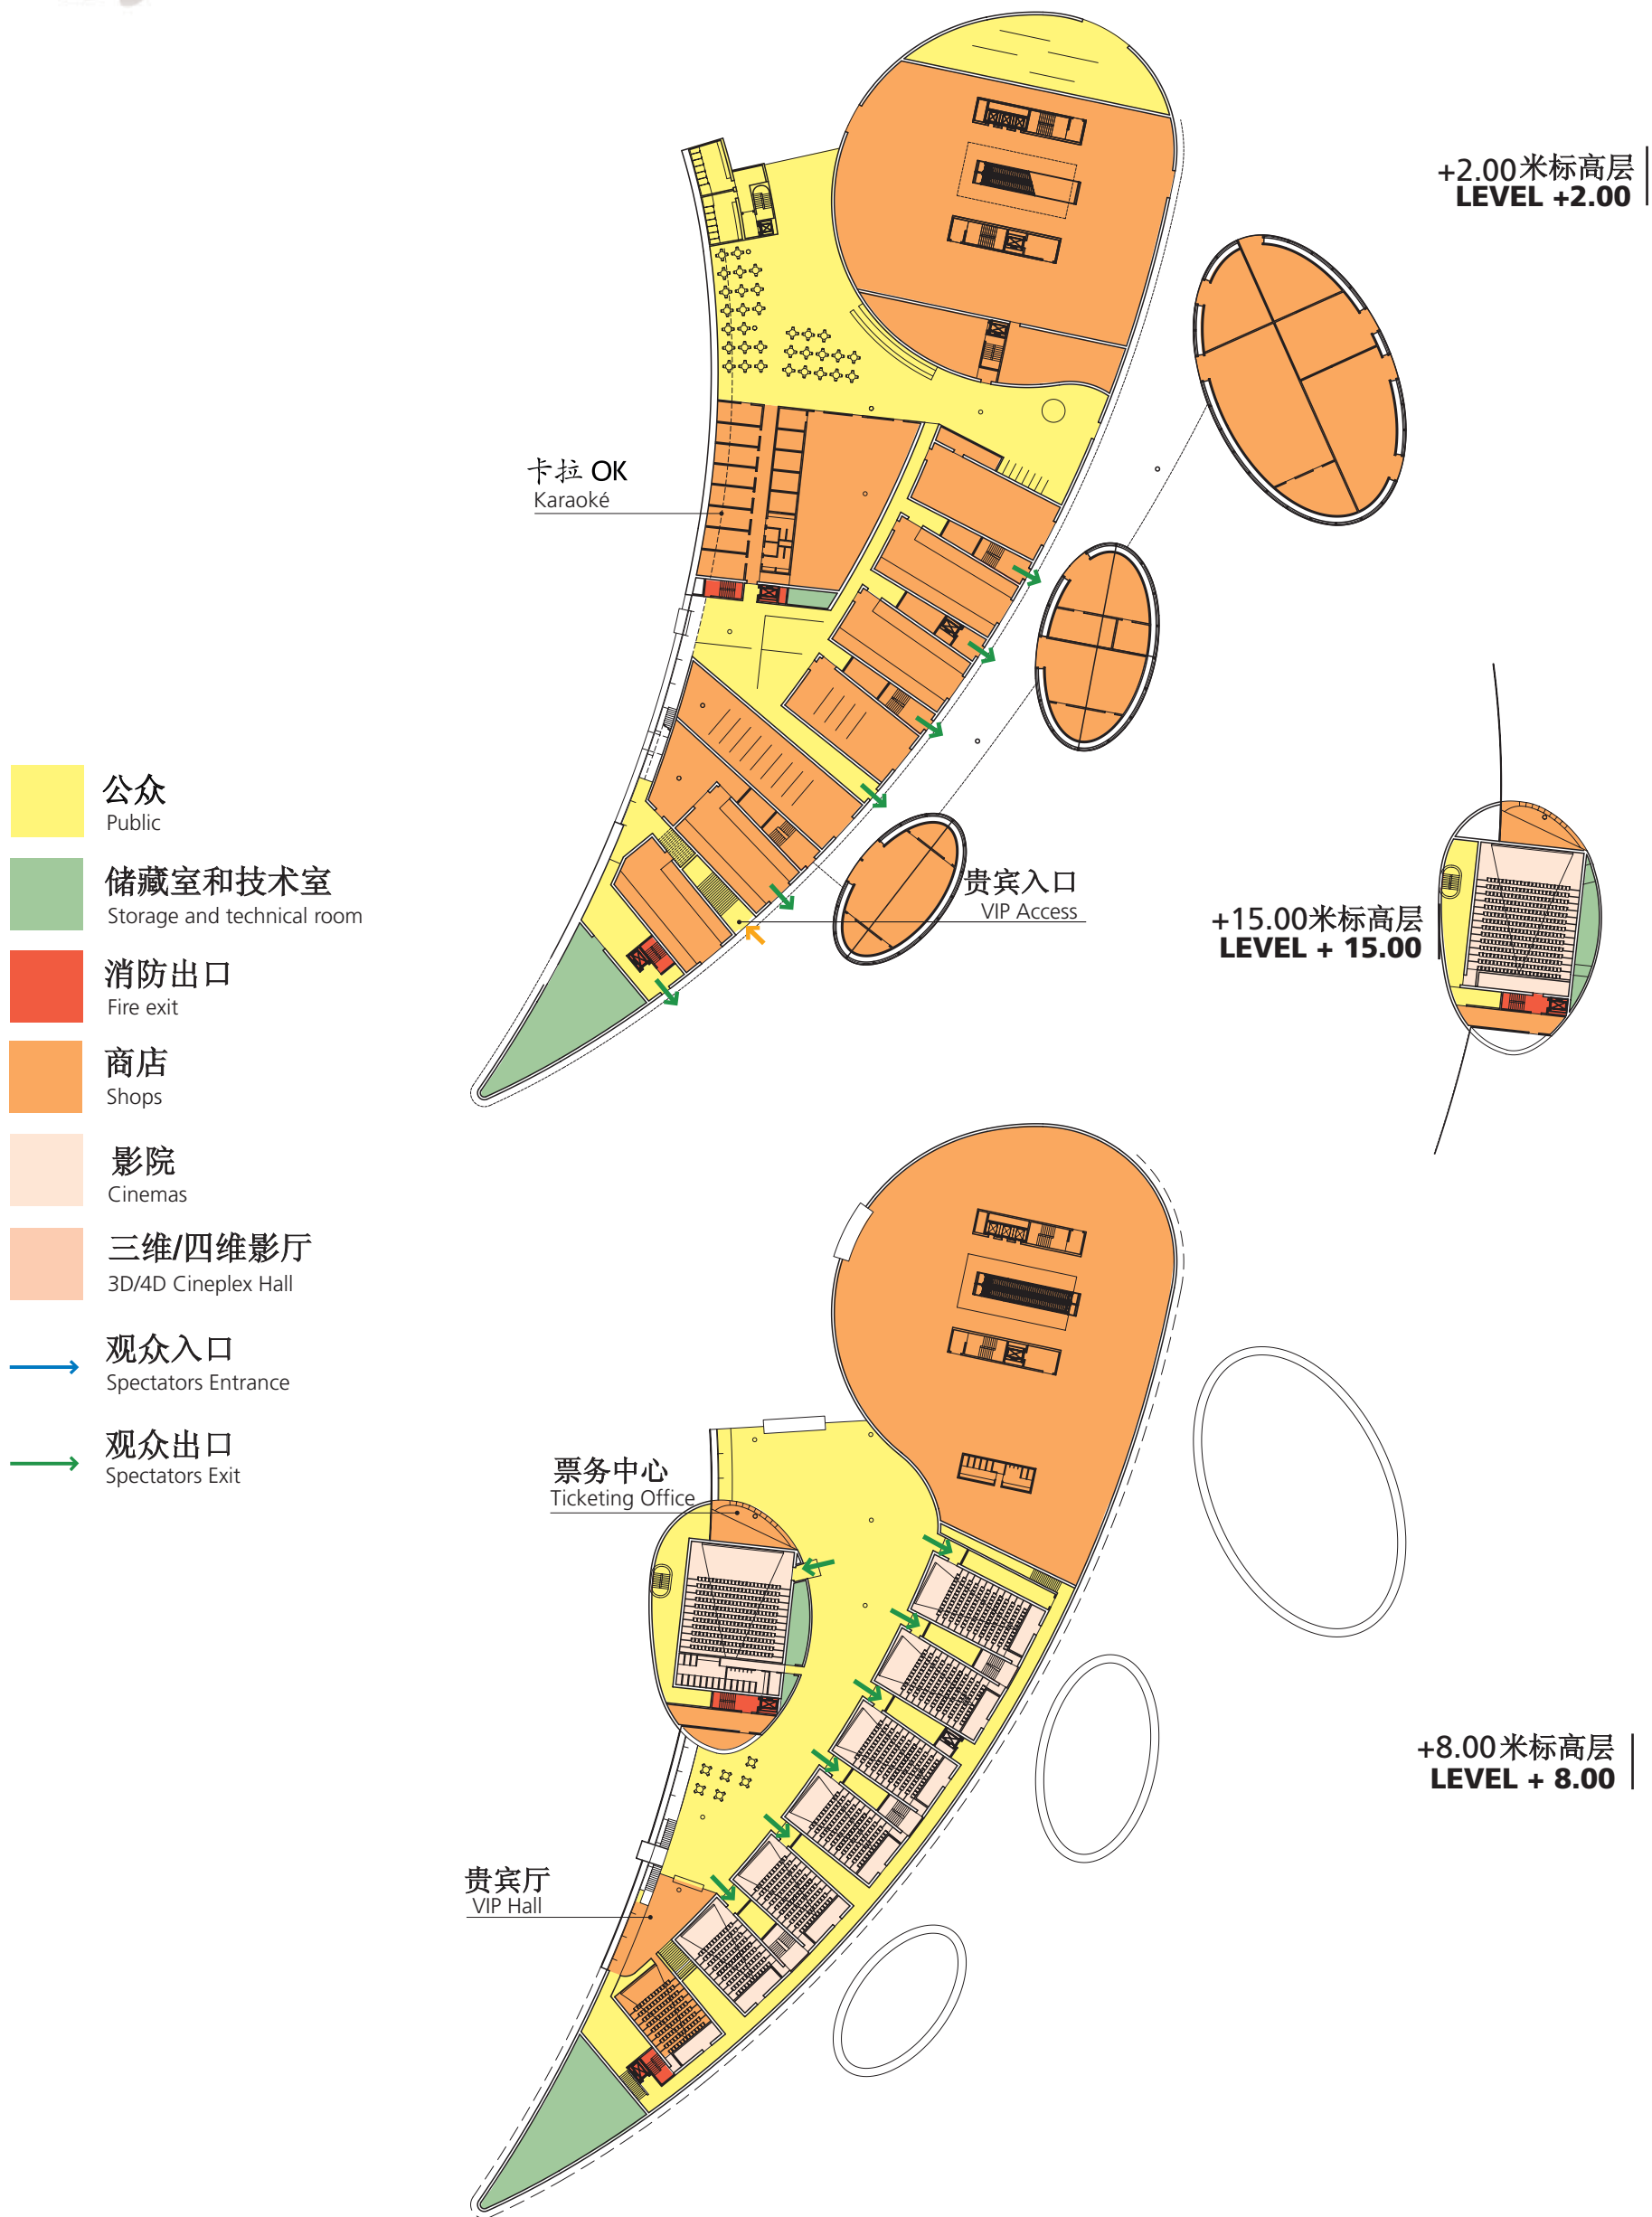 +2.00米标高层
LEVEL +2.00
卡拉 OK
Karaoké
公众
Public
储藏室和技术室
Storage and technical room
贵宾入口
VIP Access
+15.00米标高层
LEVEL + 15.00
消防出口
Fire exit
商店
Shops
影院
Cinemas
三维/四维影厅
3D/4D Cineplex Hall
观众入口
Spectators Entrance
观众出口
Spectators Exit
票务中心
Ticketing Office
+8.00米标高层
LEVEL + 8.00
贵宾厅
VIP Hall